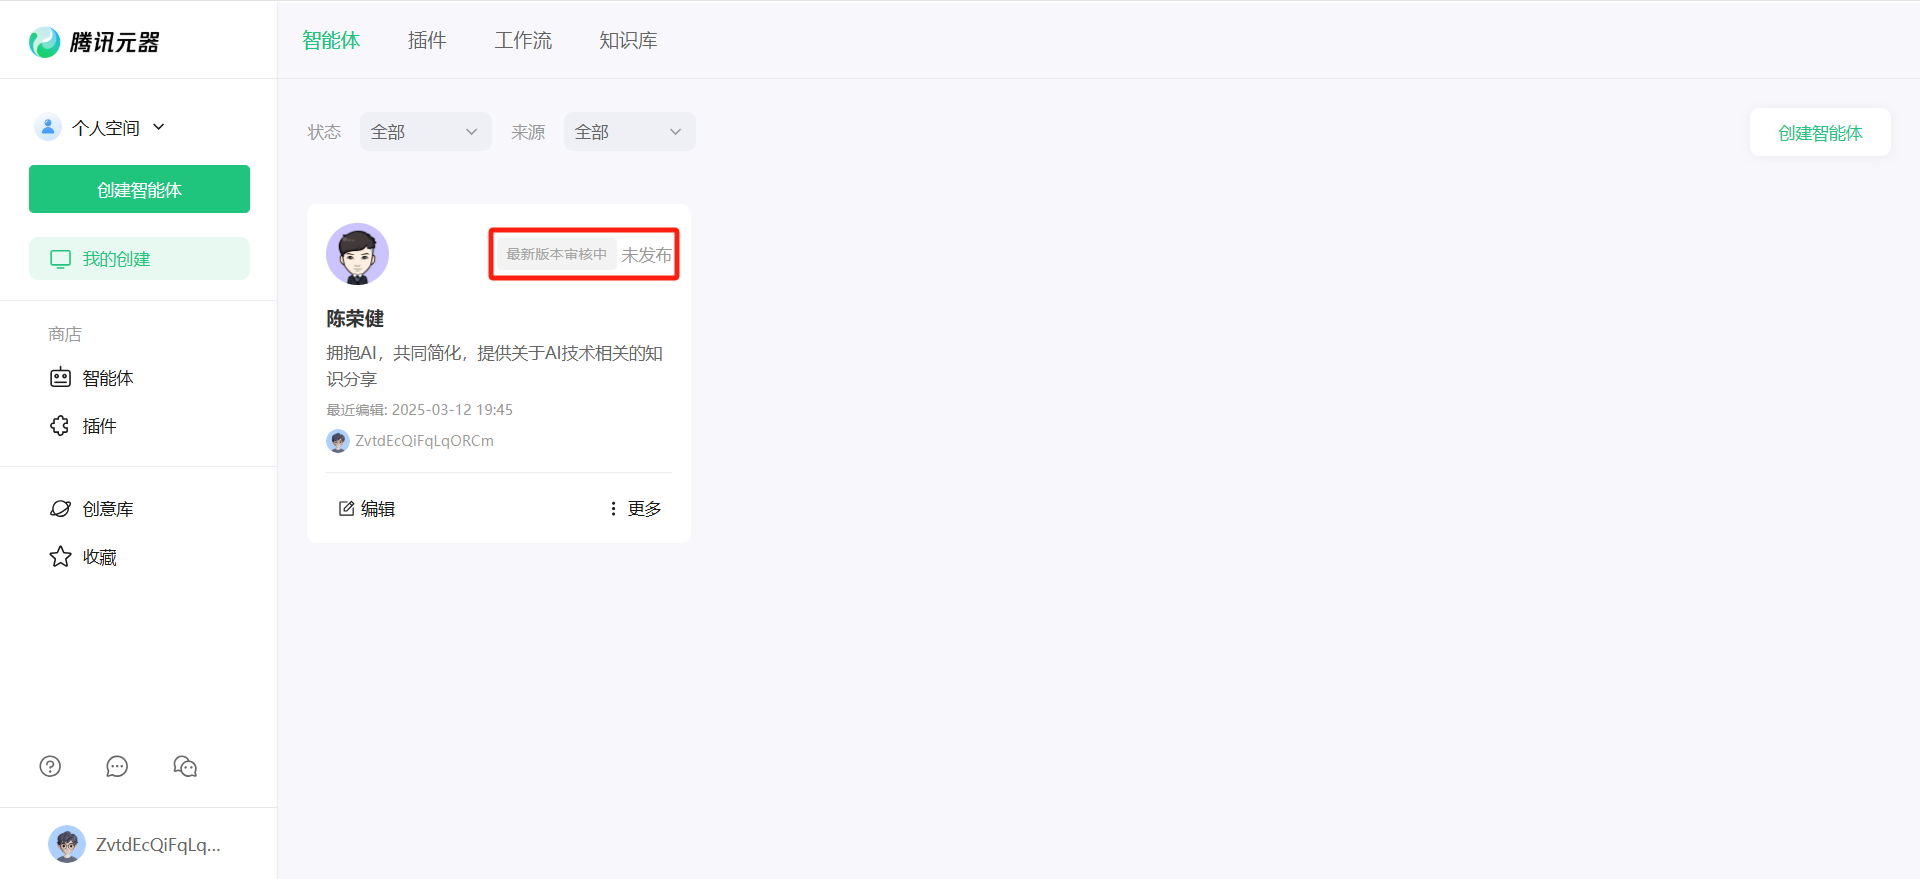 腾讯元器
智能体 插件 工作流 知识库
个人空间
创建智能体
我的创建
商店
智能体
插件
创意库
收藏
ZvtdEcQiFqLq...
状态 全部 来源 全部
创建智能体
最新版本审核中 未发布
陈荣健
拥抱AI，共同简化，提供关于AI技术相关的知
识分享
最近编辑: 2025-03-12 19:45
ZvtdEcQiFqLqORCm
编辑 更多